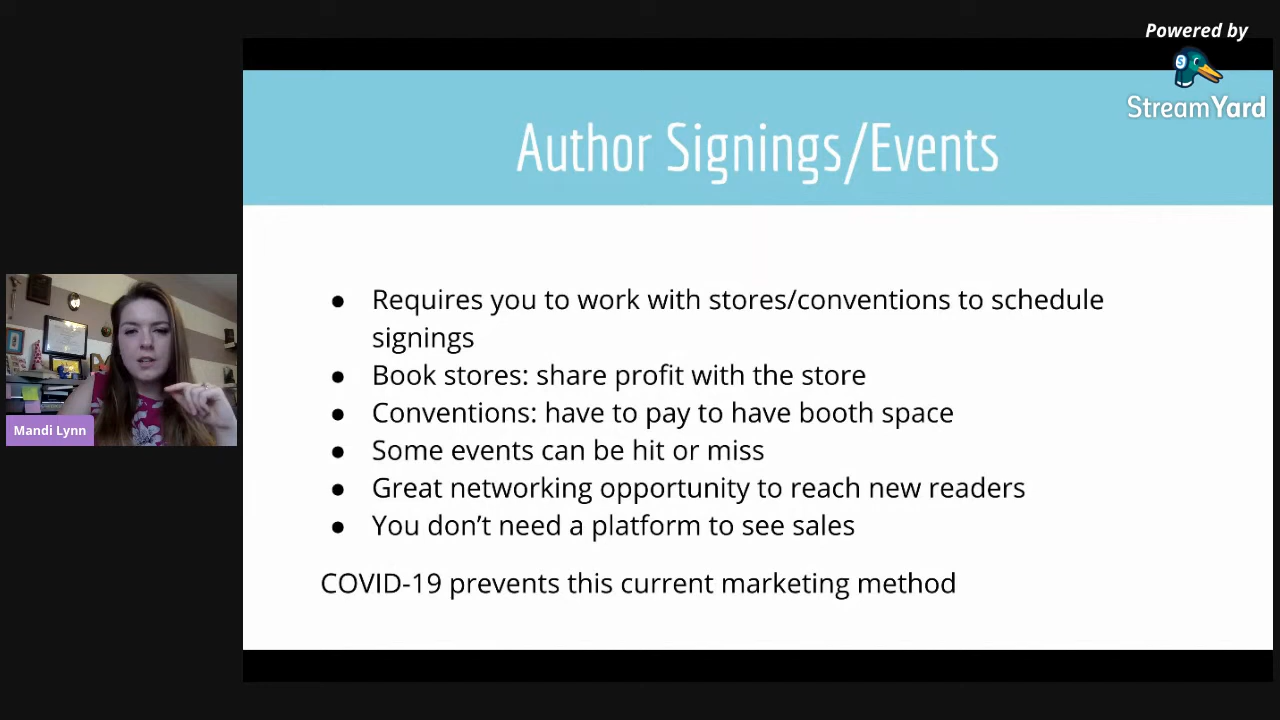 Powered by
StreamYard
Author Signings/Events
● Requires you to work with stores/conventions to schedule
signings
● Book stores: share profit with the store
● Conventions: have to pay to have booth space
● Some events can be hit or miss
● Great networking opportunity to reach new readers
● You don’t need a platform to see sales
COVID-19 prevents this current marketing method
Mandi Lynn